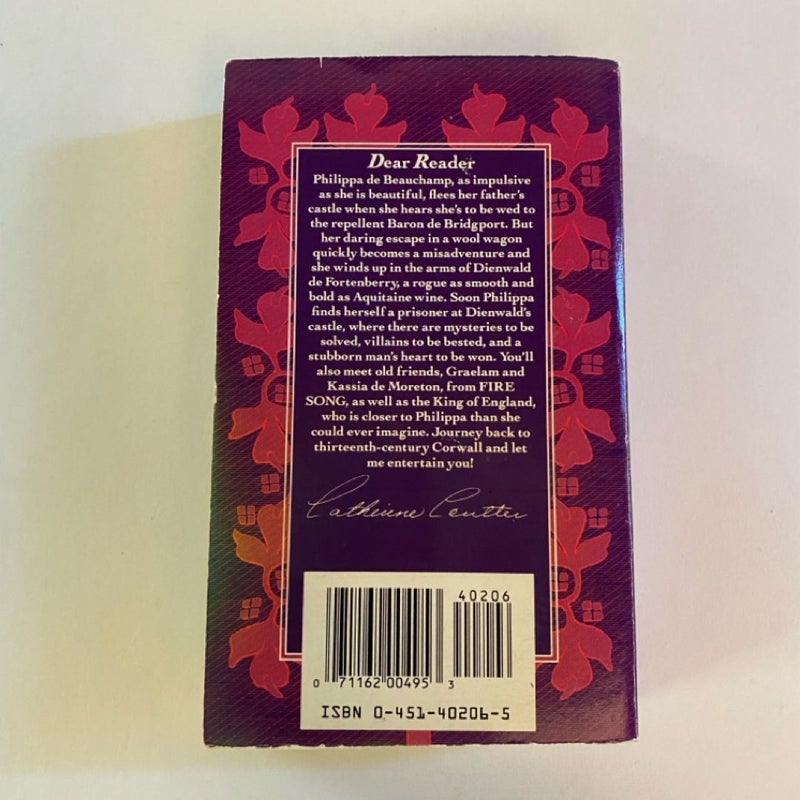 Dear Reader
Philippa de Beauchamp, as impulsive
as she is beautiful, flees her father's
castle when she hears she's to be wed to
the repellent Baron de Bridgport. But
her daring escape in a wool wagon
quickly becomes a misadventure and
she winds up in the arms of Dienwald
de Fortenberry, a rogue as smooth and
bold as Aquitaine wine. Soon Philippa
finds herself a prisoner at Dienwald's
castle, where there are mysteries to be
solved, villains to be bested, and a
stubborn man's heart to be won. You'll
also meet old friends, Graelam and
Kassia de Moreton, from FIRE
SONG, as well as the King of England,
who is closer to Philippa than she
could ever imagine. Journey back to
thirteenth-century Corwall and let
me entertain you!
Catherine Coulter
40206
0 71162 00495 3
ISBN 0-451-40206-5